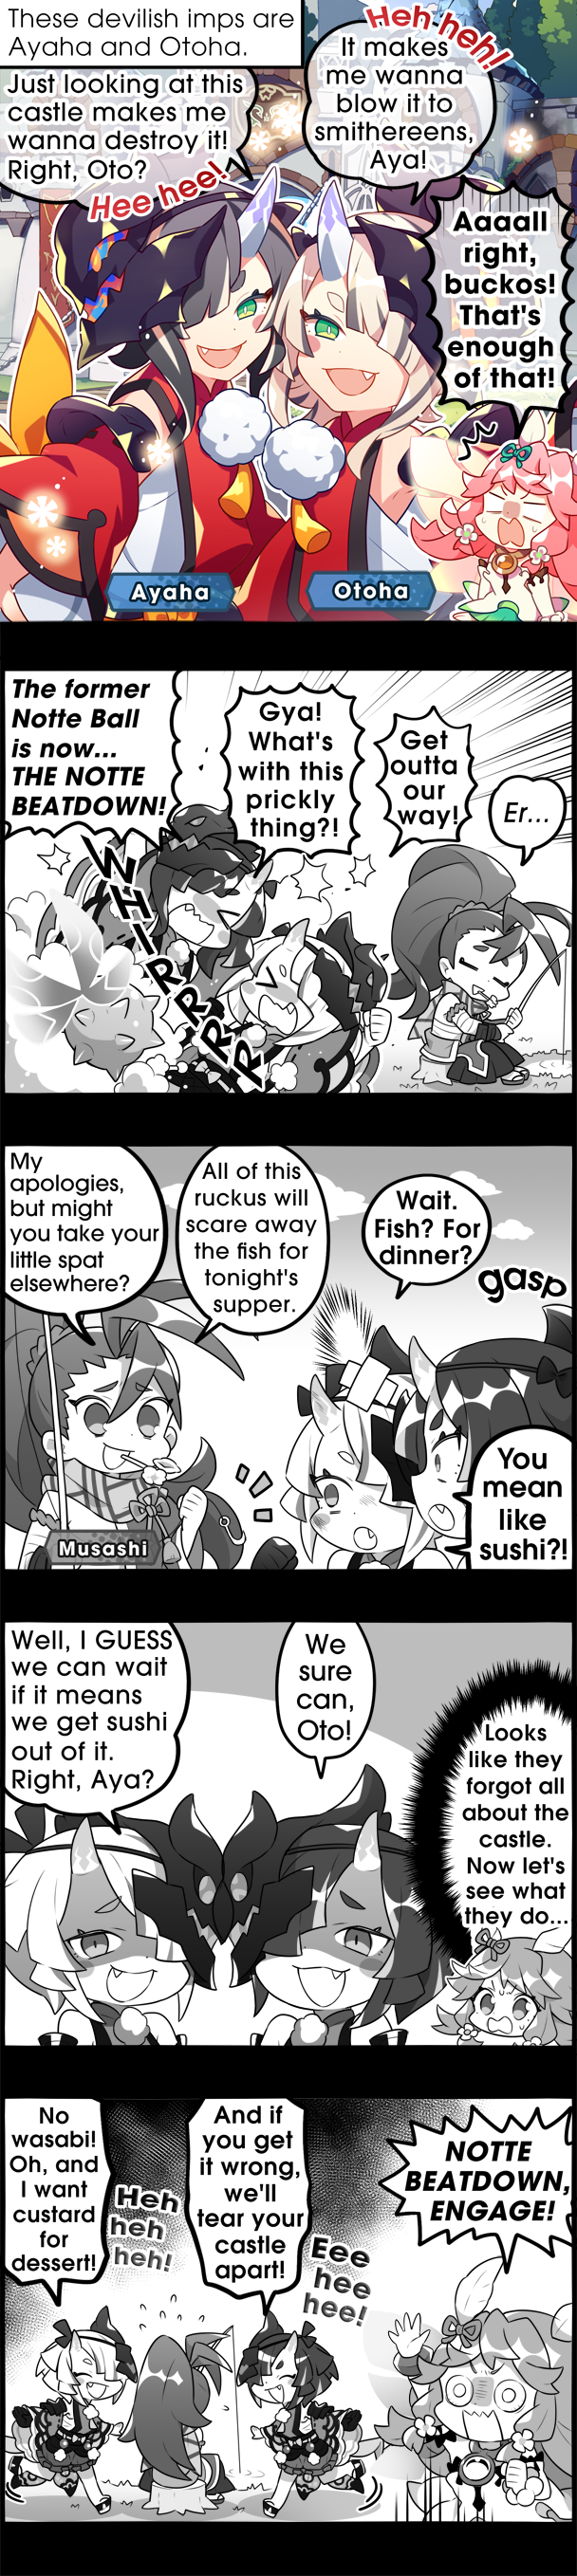 These devilish imps are
Ayaha and Otoha.
Just looking at this
castle makes me
wanna destroy it!
Right, Oto?
Hee hee!
Heh heh!
It makes
me wanna
blow it to
smithereens,
Aya!
Aaaall
right,
buckos!
That's
enough
of that!
Ayaha
Otoha
The former
Notte Ball
is now...
THE NOTTE
BEATDOWN!
Gya!
What's
with this
prickly
thing?!
Get
outta
our
way!
Er...
WHIRRRRR
My
apologies,
but might
you take your
little spat
elsewhere?
All of this
ruckus will
scare away
the fish for
tonight's
supper.
Wait.
Fish? For
dinner?
gasp
You
mean
like
sushi?!
Musashi
Well, I GUESS
we can wait
if it means
we get sushi
out of it.
Right, Aya?
We
sure
can,
Oto!
Looks
like they
forgot all
about the
castle.
Now let's
see what
they do...
No
wasabi!
Oh, and
I want
custard
for
dessert!
Heh
heh
heh!
And if
you get
it wrong,
we'll
tear your
castle
apart!
Eee
hee
hee!
NOTTE
BEATDOWN,
ENGAGE!